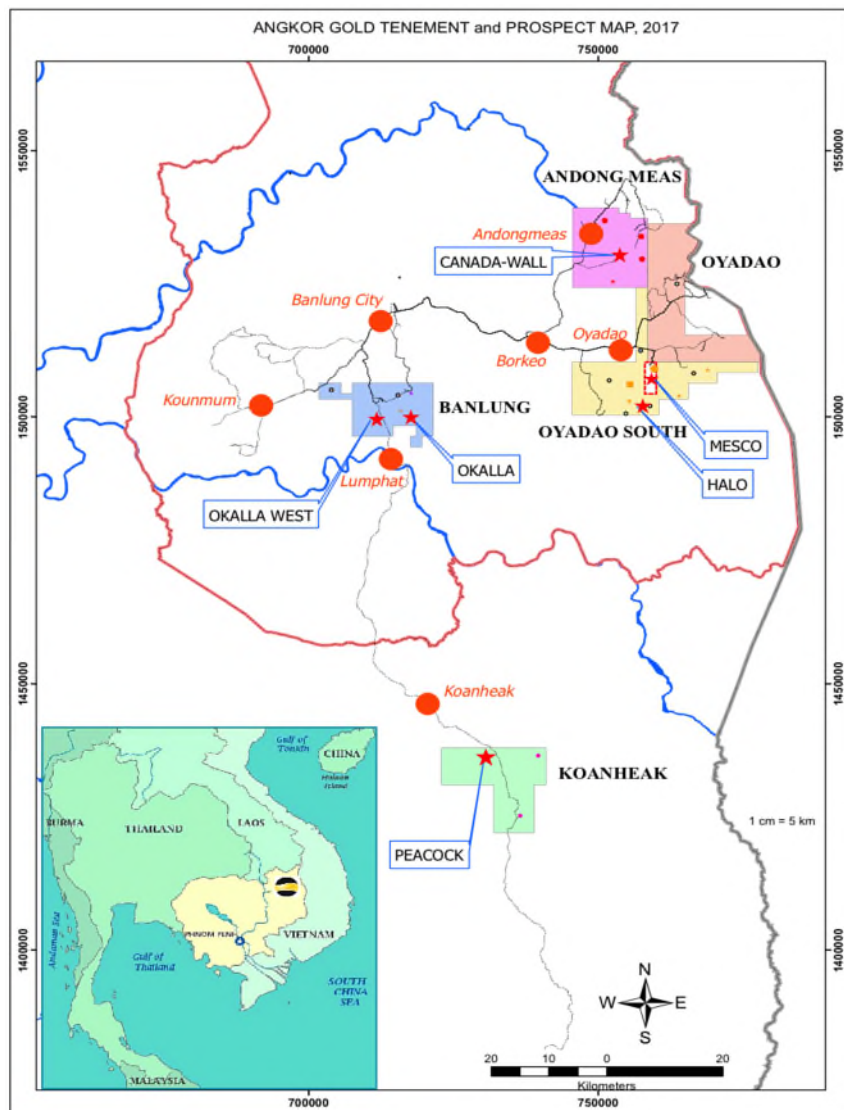 ANGKOR GOLD TENEMENT and PROSPECT MAP, 2017
700000
750000
1550000
1550000
ANDONG MEAS
Andongmeas
CANADA-WALL
OYADAO
Banlung City
Oyadao
Borkeo
Kounmum
1500000
1500000
BANLUNG
OYADAO SOUTH
MESCO
OKALLA
Lumphat
HALO
OKALLA WEST
1450000
1450000
Koanheak
KOANHEAK
PEACOCK
1 cm = 5 km
Gulf of
Tonkin
CHINA
Hainan
Island
BURMA
THAILAND
LAOS
PHNOM PENH
VIETNAM
Andaman Sea
Gulf of
Thailand
SOUTH
CHINA
SEA
MALAYSIA
1400000
1400000
N
W
E
S
20
10
0
20
Kilometers
700000
750000